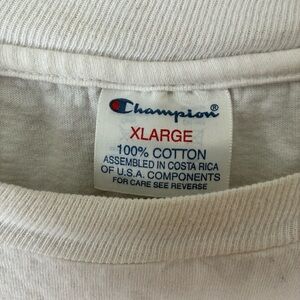 Champion®
XLARGE
100% COTTON
ASSEMBLED IN COSTA RICA
OF U.S.A. COMPONENTS
FOR CARE SEE REVERSE